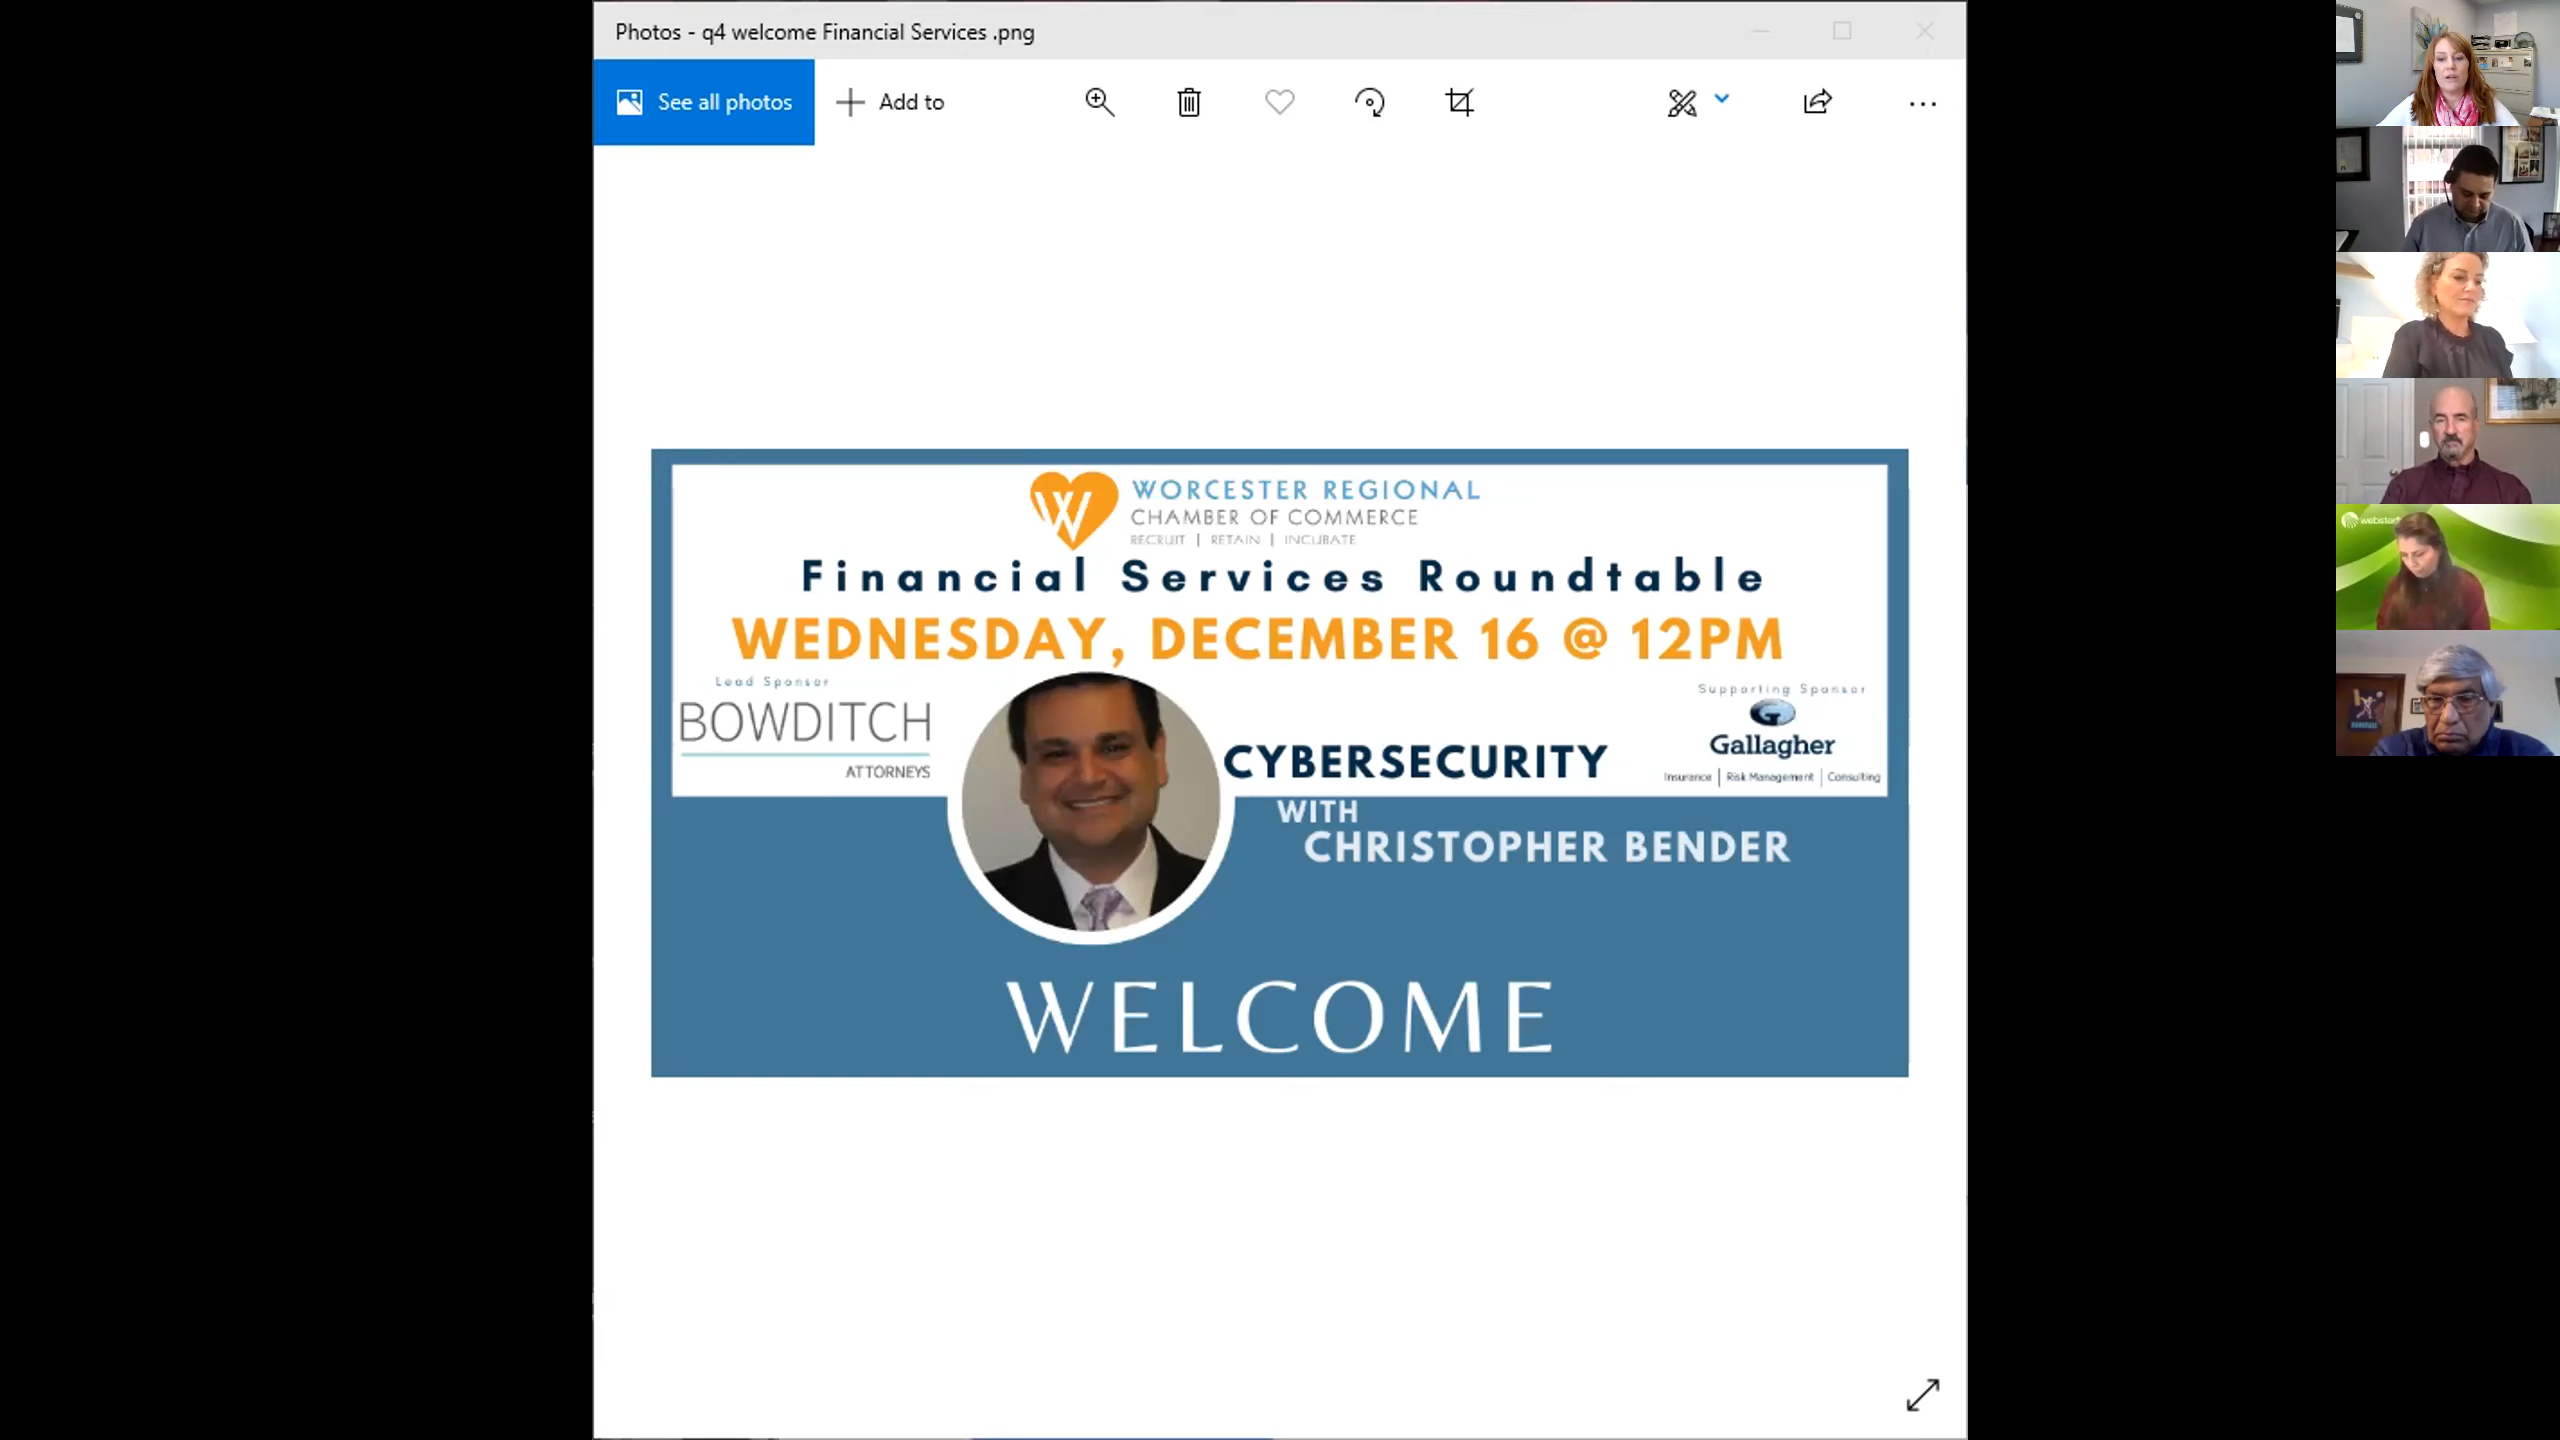 Photos - q4 welcome Financial Services .png
See all photos
Add to
WORCESTER REGIONAL
CHAMBER OF COMMERCE
RECRUIT | RETAIN | INCUBATE
Financial Services Roundtable
WEDNESDAY, DECEMBER 16 @ 12PM
Lead Sponsor
BOWDITCH
ATTORNEYS
Supporting Sponsor
G
Gallagher
Insurance | Risk Management | Consulting
CYBERSECURITY
WITH
CHRISTOPHER BENDER
WELCOME